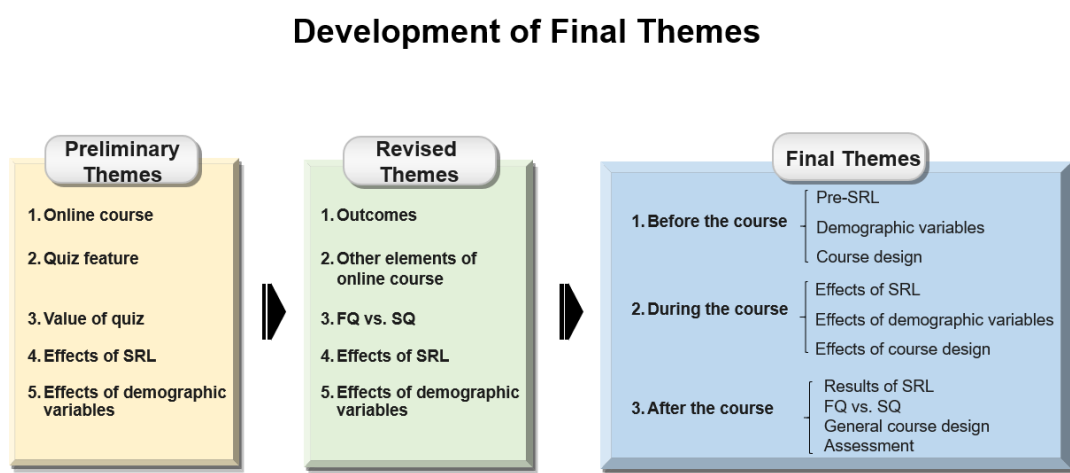 Development of Final Themes
Preliminary
Themes
1. Online course
2. Quiz feature
3. Value of quiz
4. Effects of SRL
5. Effects of demographic
variables
Revised
Themes
1. Outcomes
2. Other elements of
online course
3. FQ vs. SQ
4. Effects of SRL
5. Effects of demographic
variables
Final Themes
1. Before the course
Pre-SRL
Demographic variables
Course design
2. During the course
Effects of SRL
Effects of demographic variables
Effects of course design
3. After the course
Results of SRL
FQ vs. SQ
General course design
Assessment